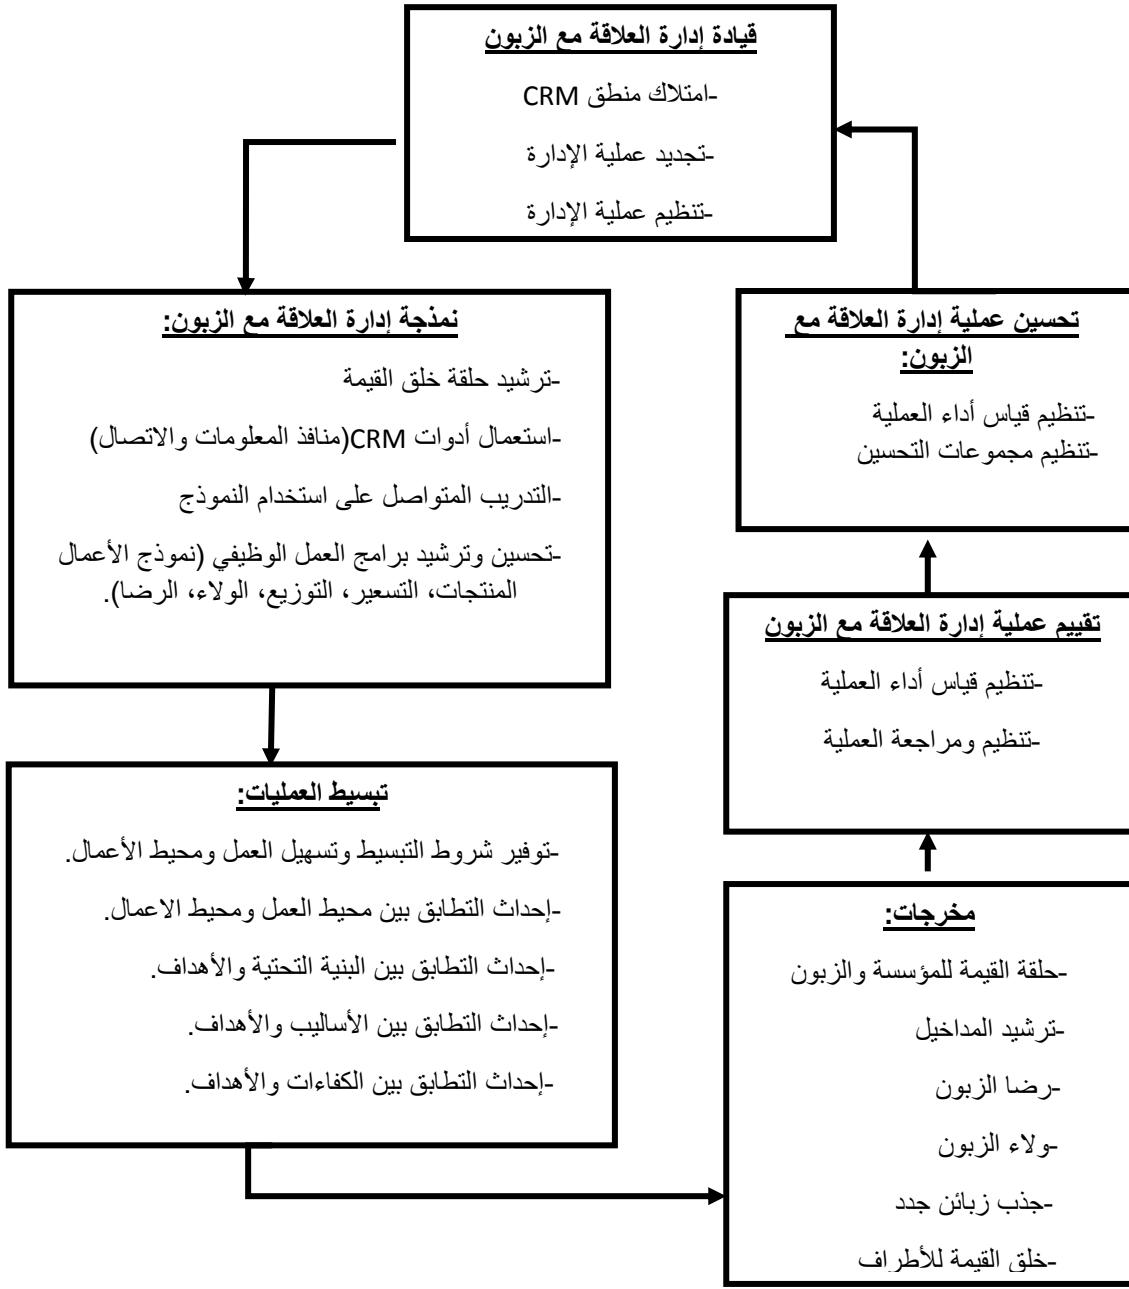 قيادة إدارة العلاقة مع الزبون
-امتلاك منطق CRM
-تجديد عملية الإدارة
-تنظيم عملية الإدارة
نمذجة إدارة العلاقة مع الزبون:
-ترشيد حلقة خلق القيمة
-استعمال أدوات CRM(منافذ المعلومات والاتصال)
-التدريب المتواصل على استخدام النموذج
-تحسين وترشيد برامج العمل الوظيفي (نموذج الأعمال
المنتجات، التسعير، التوزيع، الولاء، الرضا).
تبسيط العمليات:
-توفير شروط التبسيط وتسهيل العمل ومحيط الأعمال.
-إحداث التطابق بين محيط العمل ومحيط الاعمال.
-إحداث التطابق بين البنية التحتية والأهداف.
-إحداث التطابق بين الأساليب والأهداف.
-إحداث التطابق بين الكفاءات والأهداف.
مخرجات:
-حلقة القيمة للمؤسسة والزبون
-ترشيد المداخيل
-رضا الزبون
-ولاء الزبون
-جذب زبائن جدد
-خلق القيمة للأطراف
تقييم عملية إدارة العلاقة مع الزبون
-تنظيم قياس أداء العملية
-تنظيم ومراجعة العملية
تحسين عملية إدارة العلاقة مع
الزبون:
-تنظيم قياس أداء العملية
-تنظيم مجموعات التحسين